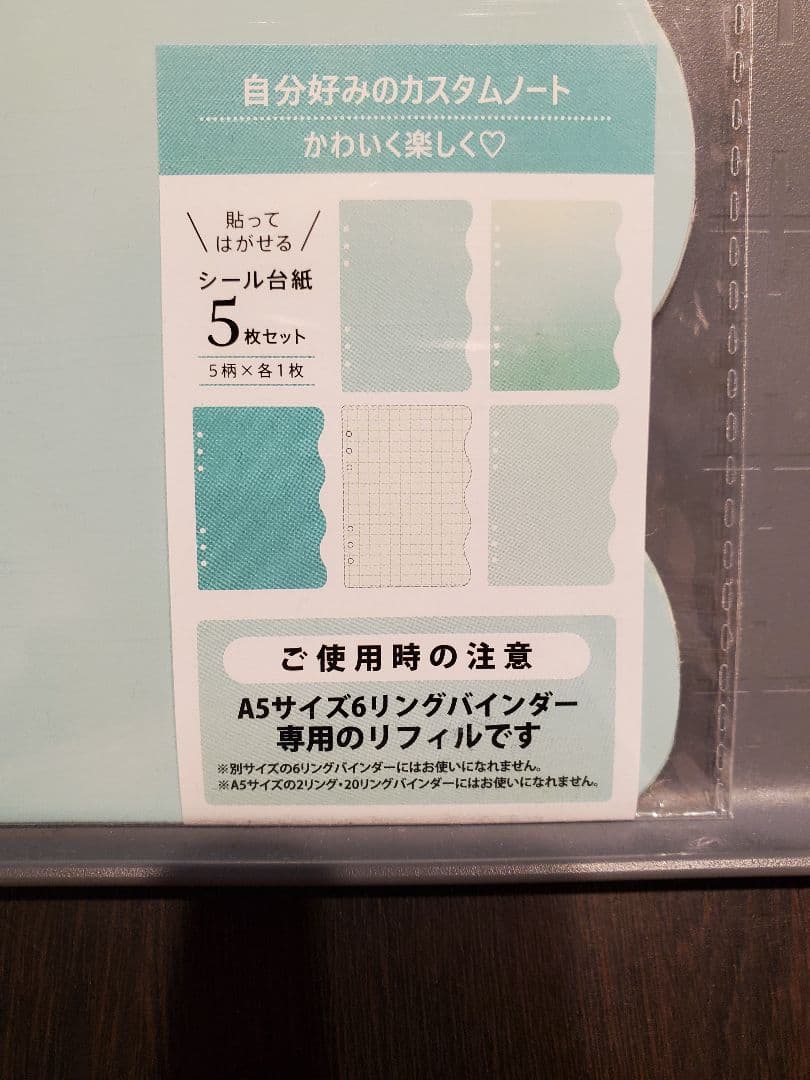 自分好みのカスタムノート
かわいく楽しく♡
貼って
はがせる
シール台紙
5枚セット
5柄×各1枚
ご使用時の注意
A5サイズ6リングバインダー
専用のリフィルです
※別サイズの6リングバインダーにはお使いになれません。
※A5サイズの2リング・20リングバインダーにはお使いになれません。